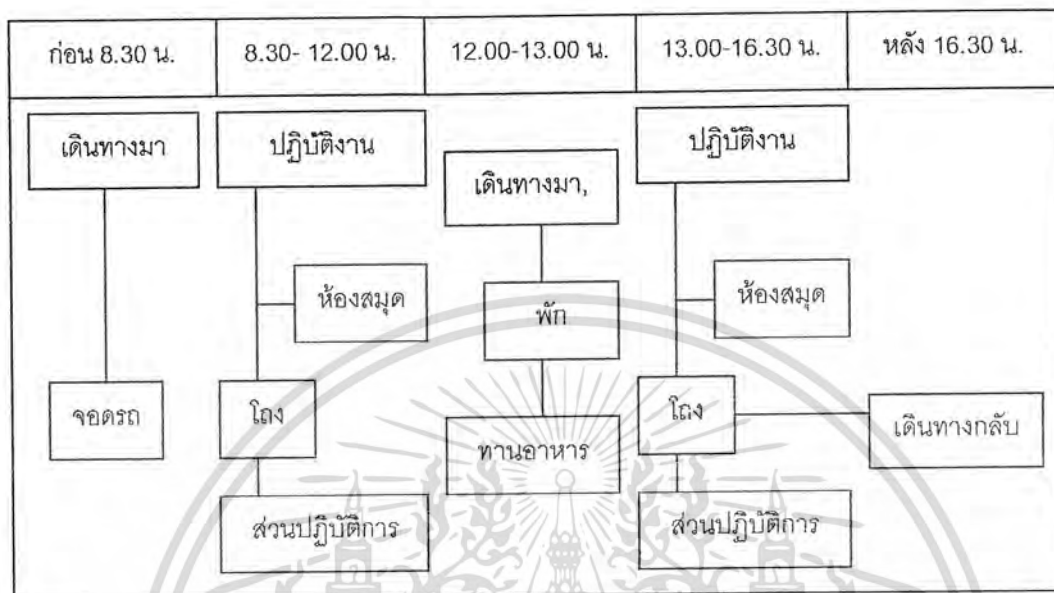 ก่อน 8.30 น.
8.30- 12.00 น.
12.00-13.00 น.
13.00-16.30 น.
หลัง 16.30 น.
เดินทางมา
จอดรถ
ปฏิบัติงาน
ห้องสมุด
โถง
ส่วนปฏิบัติการ
เดินทางมา,
พัก
ทานอาหาร
ปฏิบัติงาน
ห้องสมุด
โถง
ส่วนปฏิบัติการ
เดินทางกลับ